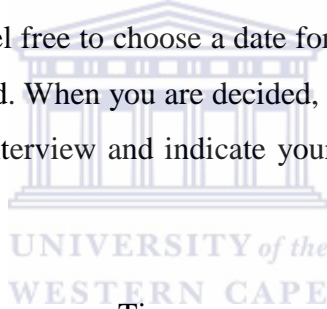 el free to choose a date for
d. When you are decided,
terview and indicate your
UNIVERSITY of the
WESTERN CAPE